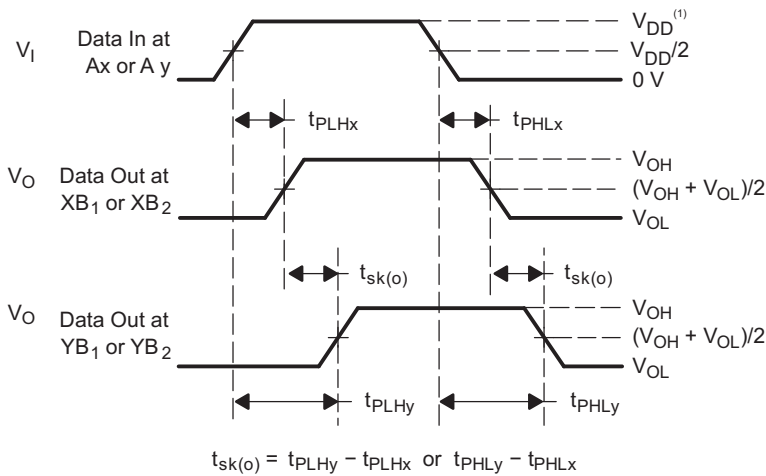 V_DD^(1)
V_I Data In at Ax or A y
V_DD/2
0 V
t_PLHx t_PHLx
V_OH
V_O Data Out at XB_1 or XB_2
(V_OH + V_OL)/2
V_OL
t_sk(o) t_sk(o)
V_OH
V_O Data Out at YB_1 or YB_2
(V_OH + V_OL)/2
V_OL
t_PLHy t_PHLy
t_sk(o) = t_PLHy − t_PLHx or t_PHLy − t_PHLx